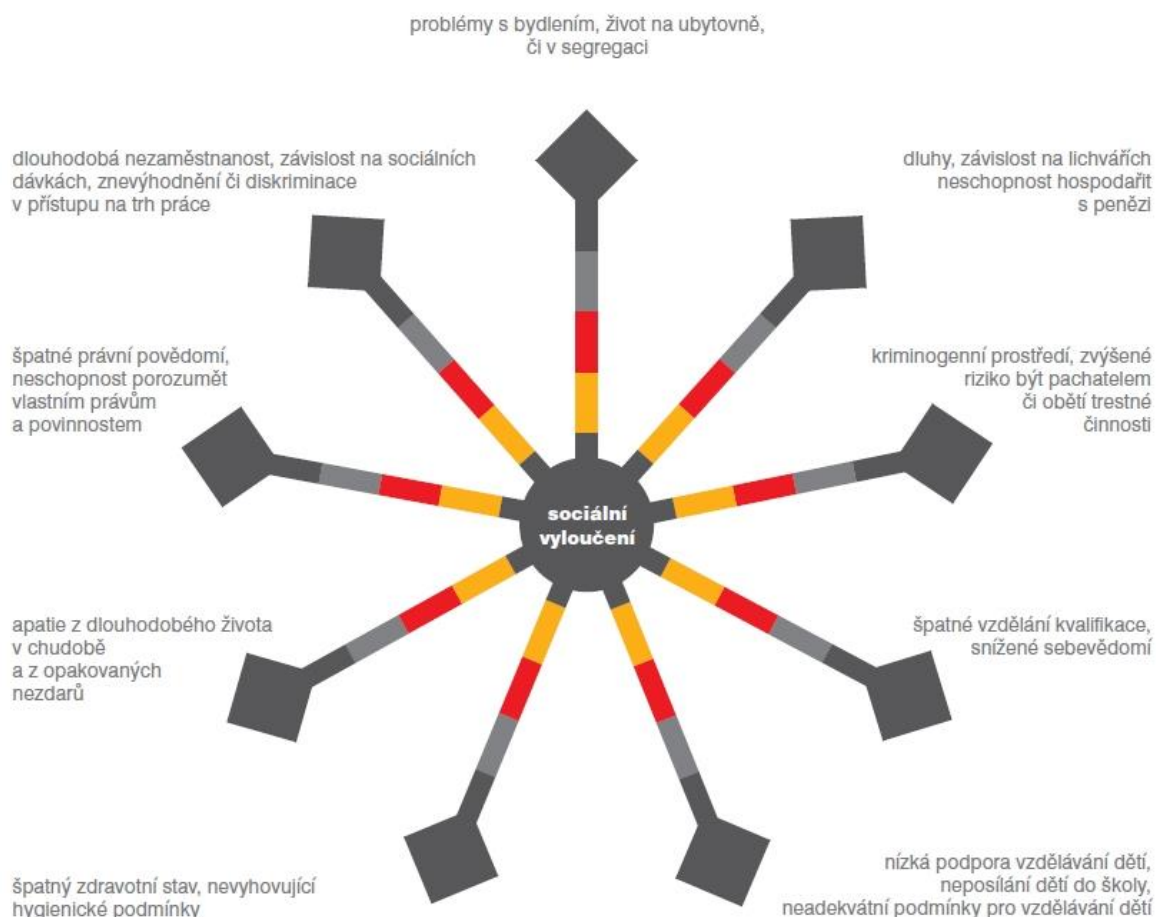 problémy s bydlením, život na ubytovně,
či v segregaci
dlouhodobá nezaměstnanost, závislost na sociálních
dávkách, znevýhodnění či diskriminace
v přístupu na trh práce
dluhy, závislost na lichvářích
neschopnost hospodařit
s penězi
špatné právní povědomí,
neschopnost porozumět
vlastním právům
a povinnostem
kriminogenní prostředí, zvýšené
riziko být pachatelem
či obětí trestné
činnosti
sociální
vyloučení
apatie z dlouhodobého života
v chudobě
a z opakovaných
nezdarů
špatné vzdělání kvalifikace,
snížené sebevědomí
špatný zdravotní stav, nevyhovující
hygienické podmínky
nízká podpora vzdělávání dětí,
neposílání dětí do školy,
neadekvátní podmínky pro vzdělávání dětí